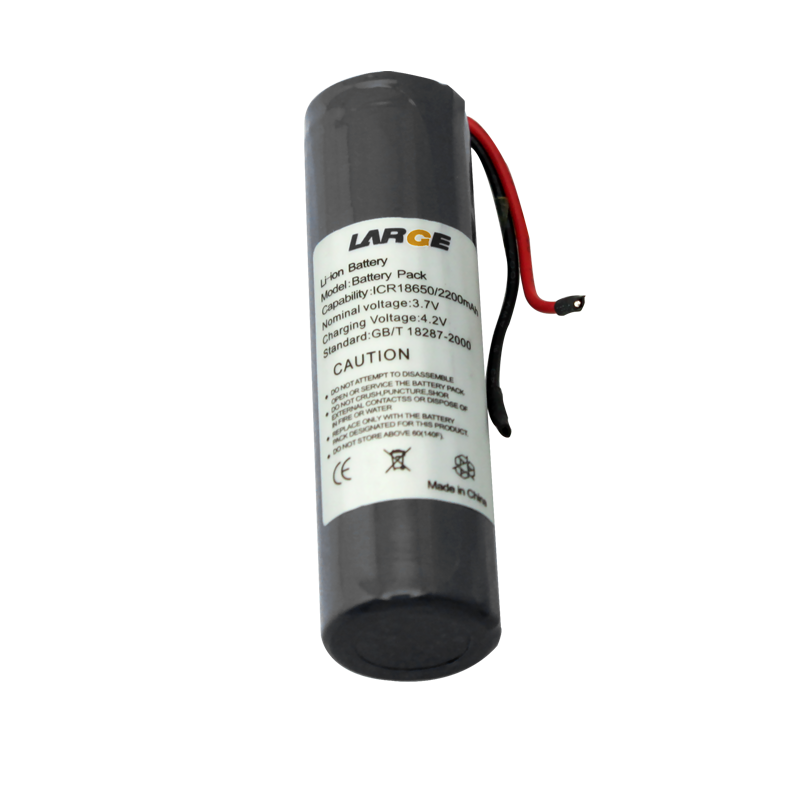 LARGE
Li-ion Battery
Model:Battery Pack
Capability:ICR18650/2200mAh
Nominal voltage:3.7V
Charging Voltage:4.2V
Standard:GB/T 18287-2000
CAUTION
• DO NOT ATTEMPT TO DISASSEMBLE
OPEN OR SERVICE THE BATTERY PACK
• DO NOT CRUSH,PUNCTURE,SHOR
EXTERNAL CONTACTSS OR DISPOSE OF
IN FIRE OR WATER
• REPLACE ONLY WITH THE BATTERY
PACK DESIGNATED FOR THIS PRODUCT.
• DO NOT STORE ABOVE 60(140F).
CE
Made in China